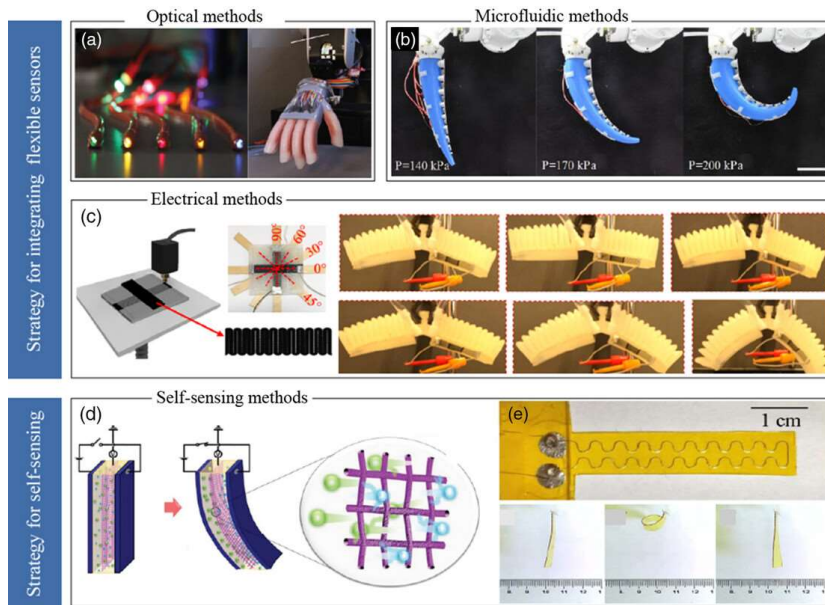 Optical methods
Microfluidic methods
(a)
(b)
P=140 kPa
P=170 kPa
P=200 kPa
Strategy for integrating flexible sensors
Electrical methods
(c)
90°
60°
30°
0°
45°
Self-sensing methods
Strategy for self-sensing
(d)
(e)
1 cm